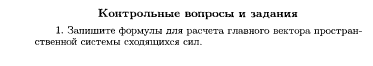 Контрольные вопросы и задания
1. Запишите формулы для расчета главного вектора простран-
ственной системы сходящихся сил.